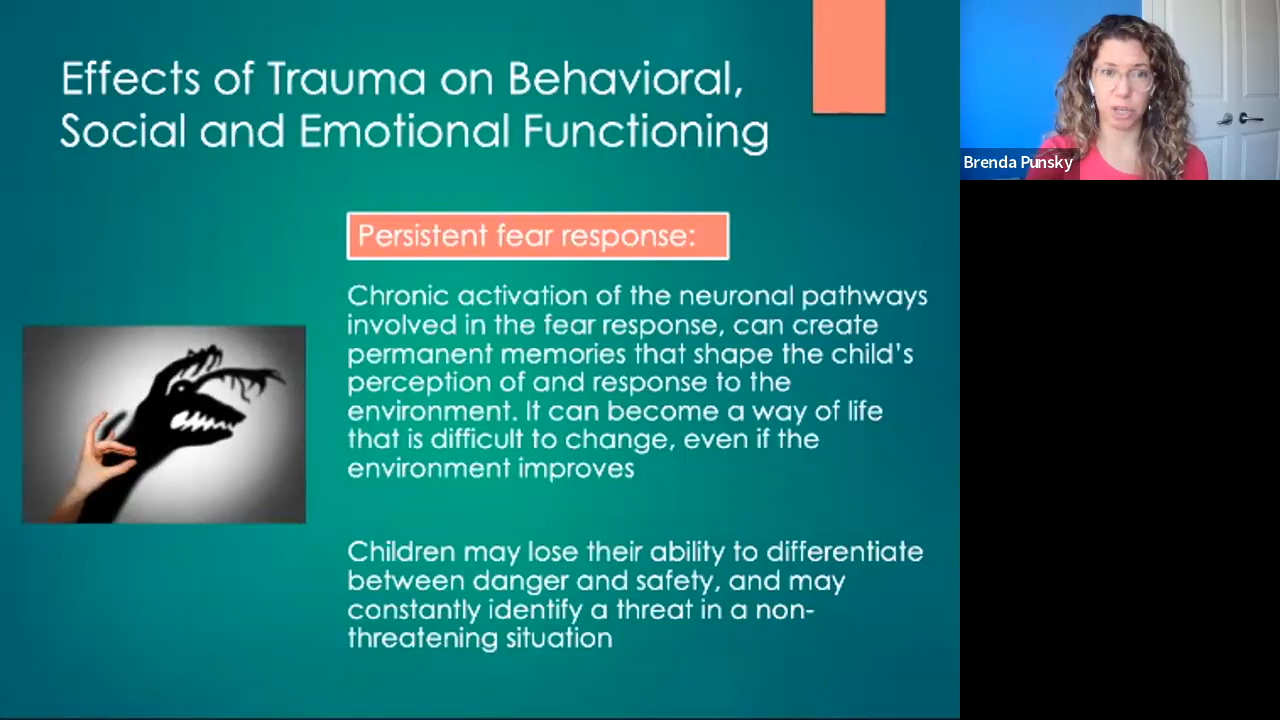 Effects of Trauma on Behavioral,
Social and Emotional Functioning
Persistent fear response:
Chronic activation of the neuronal pathways
involved in the fear response, can create
permanent memories that shape the child's
perception of and response to the
environment. It can become a way of life
that is difficult to change, even if the
environment improves
Children may lose their ability to differentiate
between danger and safety, and may
constantly identify a threat in a non-
threatening situation
Brenda Punsky